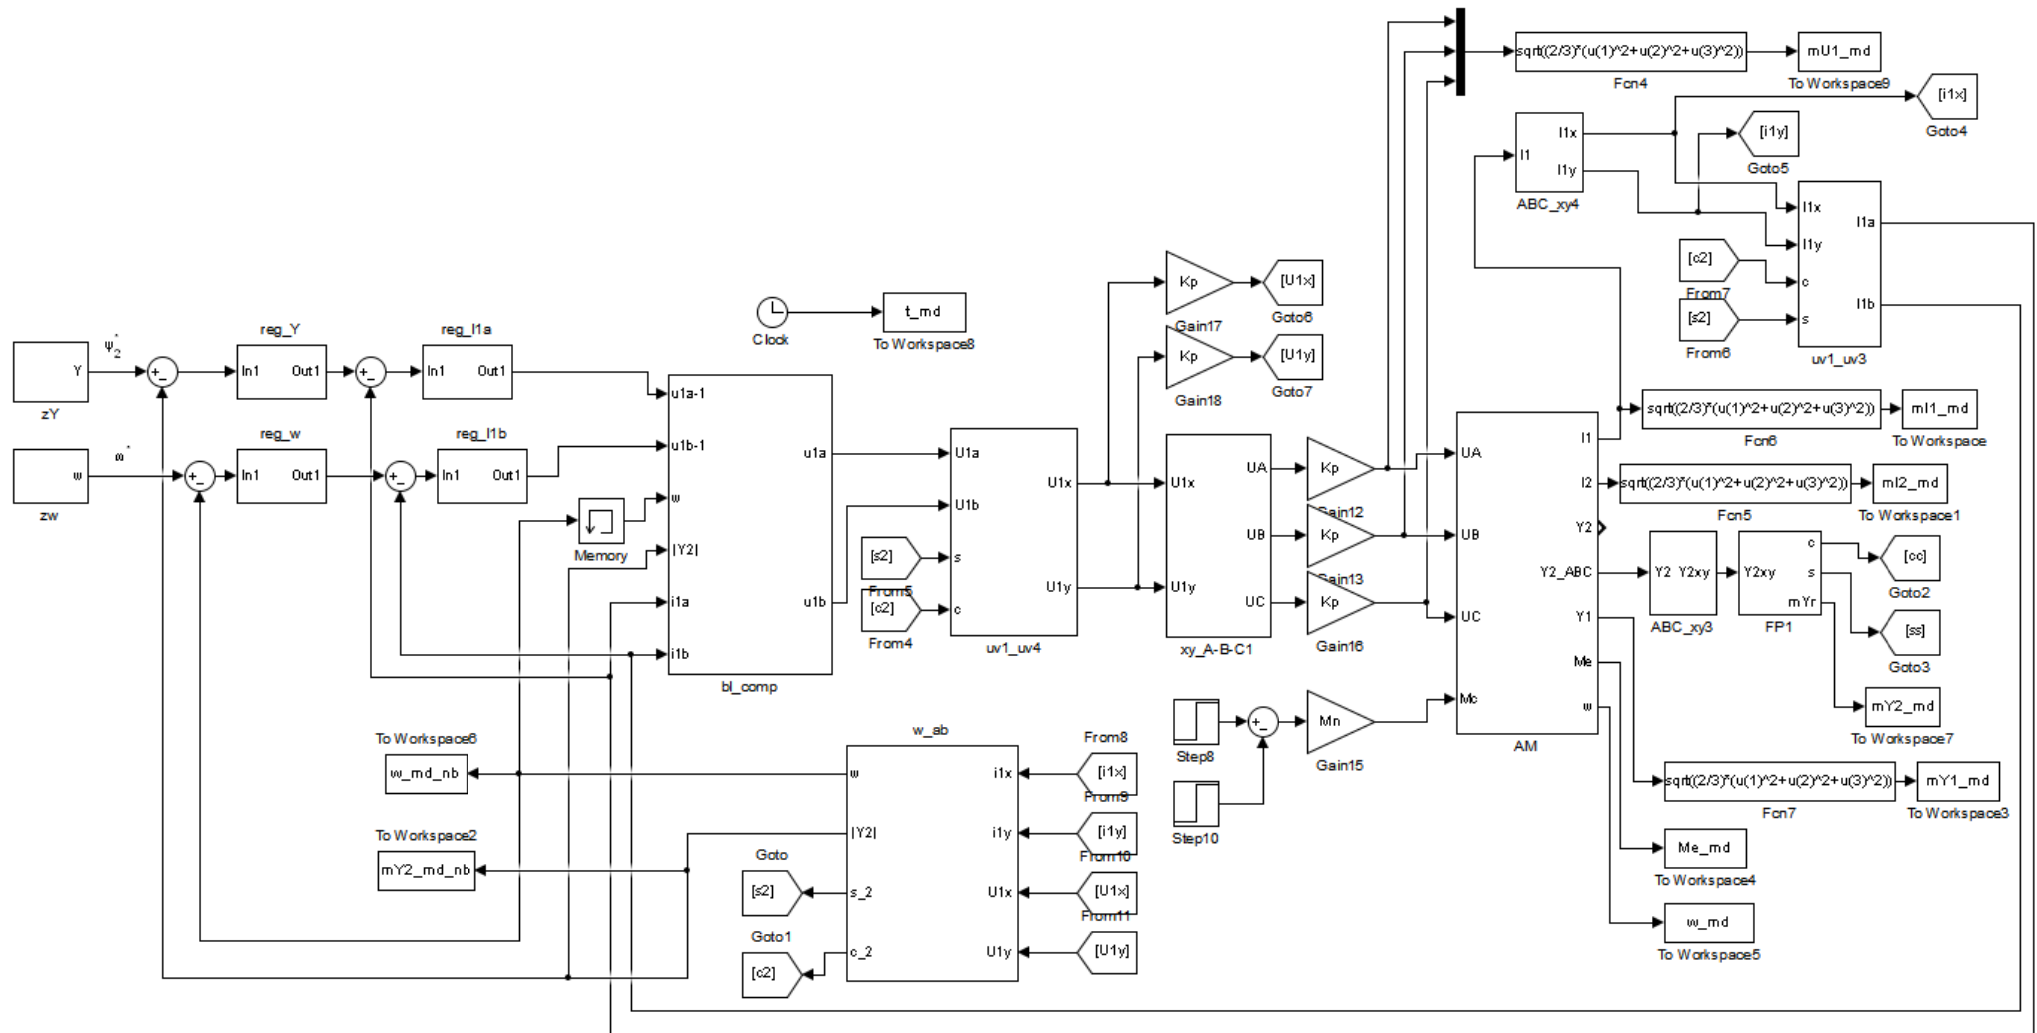 sqrt((2/3)*(u(1)^2+u(2)^2+u(3)^2))
mU1_md
Fcn4
To Workspace9
[i1x]
Goto4
I1
I1x
I1y
ABC_xy4
[i1y]
Goto5
I1x
I1y
c
s
I1a
I1b
uv1_uv3
[c2]
From7
[s2]
From6
Kp
Gain17
[U1x]
Goto6
Kp
Gain18
[U1y]
Goto7
Clock
t_md
To Workspace8
Y
zY
ψ2*
+
-
reg_Y
In1
Out1
+
-
reg_I1a
In1
Out1
w
zw
ω*
+
-
reg_w
In1
Out1
+
-
reg_I1b
In1
Out1
Memory
u1a-1
u1b-1
w
|Y2|
i1a
i1b
u1a
u1b
bl_comp
[s2]
From5
[c2]
From4
U1a
U1b
s
c
U1x
U1y
uv1_uv4
U1x
U1y
UA
UB
UC
xy_A-B-C1
Kp
Gain12
Kp
Gain13
Kp
Gain16
Step8
Step10
+
-
Mn
Gain15
UA
UB
UC
Mc
I1
I2
Y2
Y2_ABC
Y1
Me
w
AM
sqrt((2/3)*(u(1)^2+u(2)^2+u(3)^2))
Fcn6
mI1_md
To Workspace
sqrt((2/3)*(u(1)^2+u(2)^2+u(3)^2))
Fcn5
mI2_md
To Workspace1
Y2 Y2xy
ABC_xy3
Y2xy
c
s
mYr
FP1
[cc]
Goto2
[ss]
Goto3
mY2_md
To Workspace7
sqrt((2/3)*(u(1)^2+u(2)^2+u(3)^2))
Fcn7
mY1_md
To Workspace3
Me_md
To Workspace4
w_md
To Workspace5
To Workspace6
w_md_nb
To Workspace2
mY2_md_nb
w_ab
w
|Y2|
s_2
c_2
i1x
i1y
U1x
U1y
Goto
[s2]
Goto1
[c2]
From8
[i1x]
From9
[i1y]
From10
[U1x]
From11
[U1y]